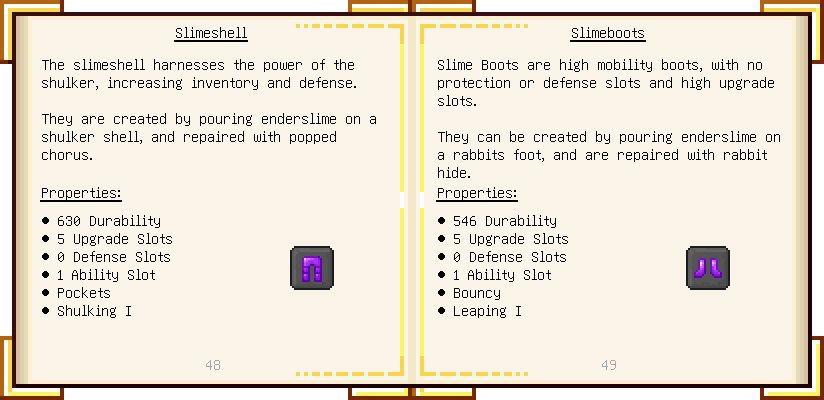 Slimeshell
The slimeshell harnesses the power of the
shulker, increasing inventory and defense.
They are created by pouring enderslime on a
shulker shell, and repaired with popped
chorus.
Properties:
● 630 Durability
● 5 Upgrade Slots
● 0 Defense Slots
● 1 Ability Slot
● Pockets
● Shulking I
48
Slimeboots
Slime Boots are high mobility boots, with no
protection or defense slots and high upgrade
slots.
They can be created by pouring enderslime on
a rabbits foot, and are repaired with rabbit
hide.
Properties:
● 546 Durability
● 5 Upgrade Slots
● 0 Defense Slots
● 1 Ability Slot
● Bouncy
● Leaping I
49